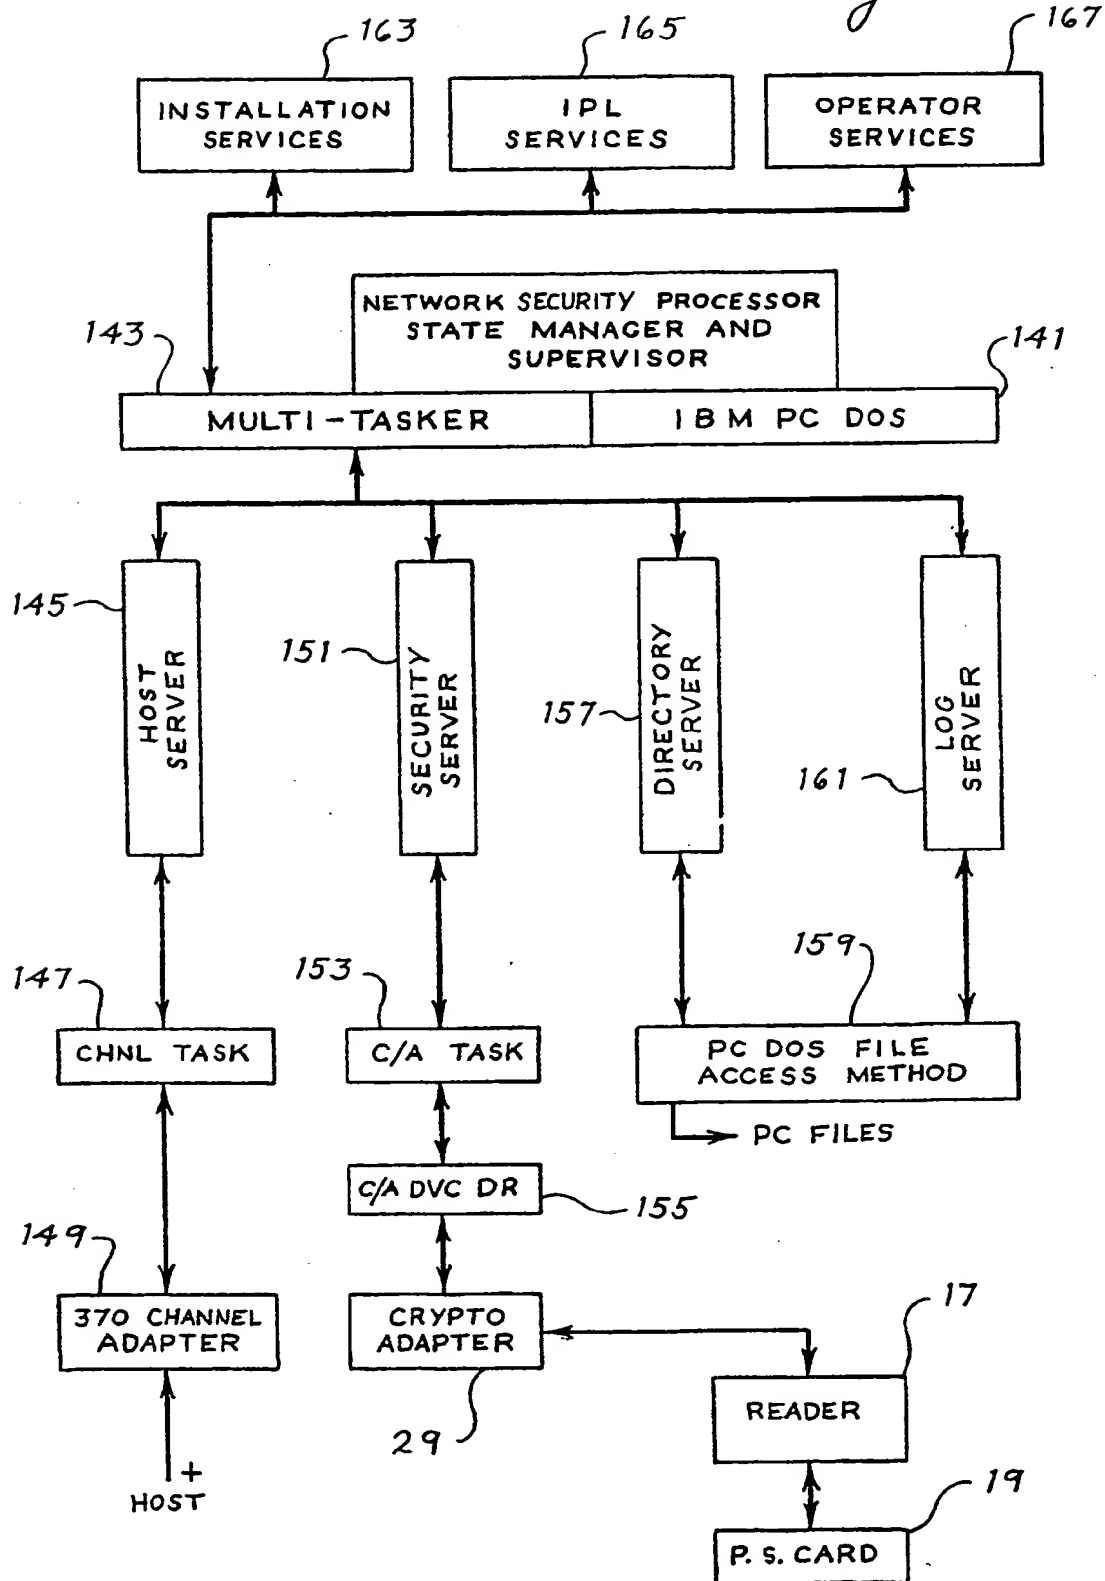 163
165
167
INSTALLATION
SERVICES
IPL
SERVICES
OPERATOR
SERVICES
NETWORK SECURITY PROCESSOR
STATE MANAGER AND
SUPERVISOR
143
141
MULTI-TASKER
IBM PC DOS
145
HOST
SERVER
151
SECURITY
SERVER
157
DIRECTORY
SERVER
161
LOG
SERVER
147
CHNL TASK
153
C/A TASK
159
PC DOS FILE
ACCESS METHOD
PC FILES
C/A DVC DR
155
149
370 CHANNEL
ADAPTER
CRYPTO
ADAPTER
29
17
READER
+
HOST
19
P. S. CARD